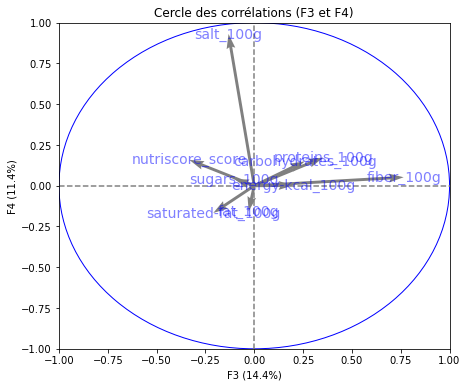 Cercle des corrélations (F3 et F4)
1.00
salt_100g
0.75
0.50
0.25
nutriscore_score
proteins_100g
carbohydrates_100g
sugars_100g
fiber_100g
0.00
energy-kcal_100g
saturated-fat_100g
fat_100g
−0.25
−0.50
−0.75
−1.00
F4 (11.4%)
−1.00 −0.75 −0.50 −0.25 0.00 0.25 0.50 0.75 1.00
F3 (14.4%)